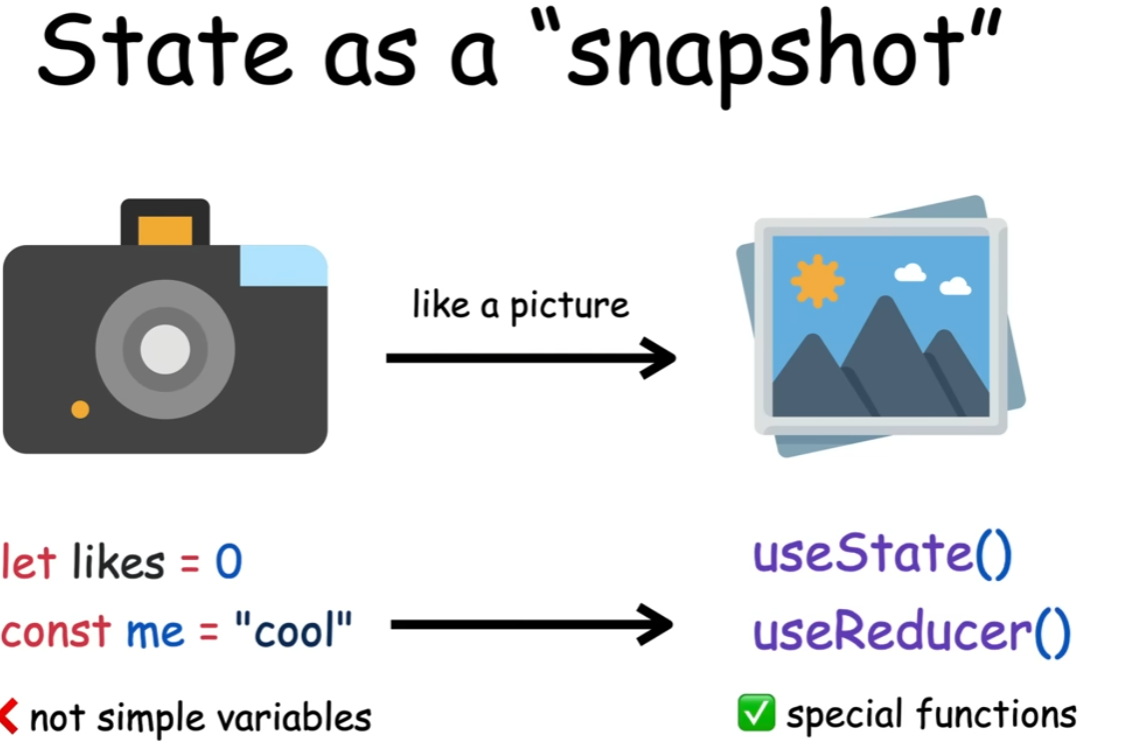 State as a “snapshot”
like a picture
let likes = 0
const me = "cool"
useState()
useReducer()
❌ not simple variables
✅ special functions